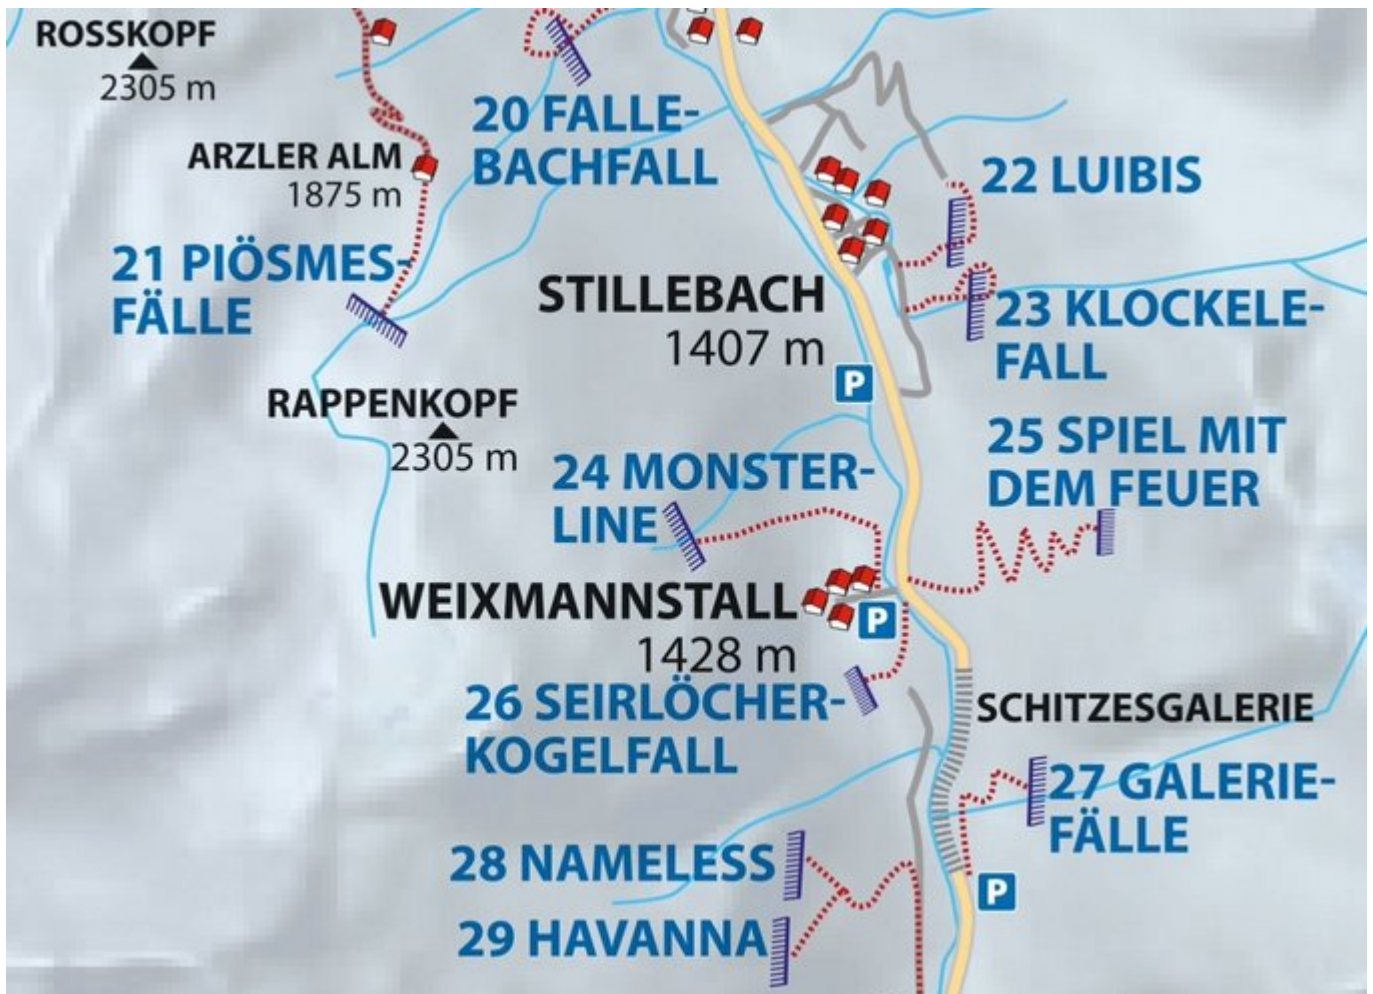 ROSSKOPF
2305 m
20 FALLE-
BACHFALL
ARZLER ALM
1875 m
22 LUIBIS
21 PIÖSMES-
FÄLLE
STILLEBACH
1407 m
23 KLOCKELE-
FALL
P
RAPPENKOPF
2305 m
25 SPIEL MIT
DEM FEUER
24 MONSTER-
LINE
WEIXMANNSTALL
P
1428 m
26 SEIRLÖCHER-
KOGELFALL
SCHITZESGALERIE
27 GALERIE-
FÄLLE
28 NAMELESS
P
29 HAVANNA